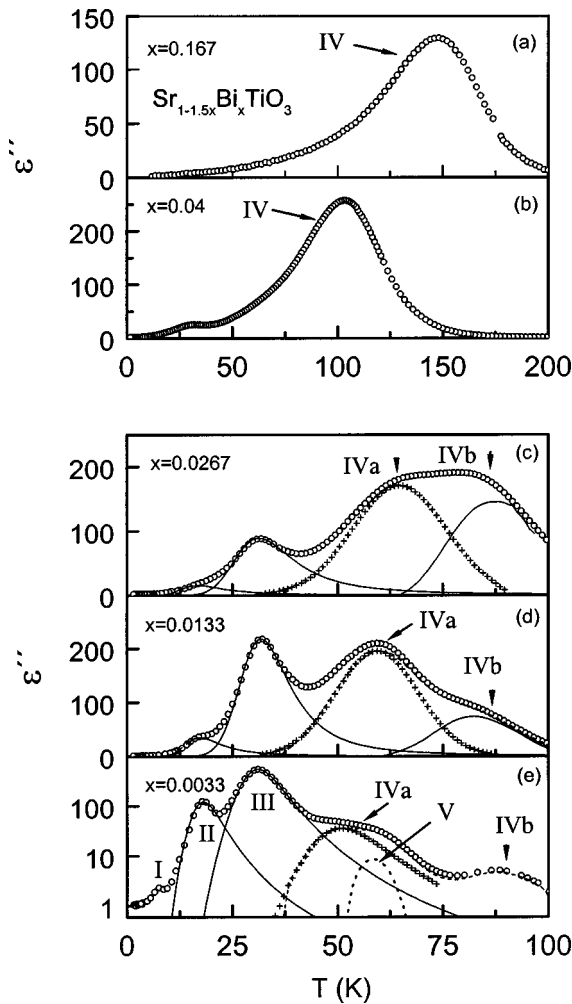 150
100
50
0
ε′′
x=0.167
IV
(a)
Sr1-1.5xBixTiO3
200
100
0
x=0.04
IV
(b)
0 50 100 150 200
200
100
0
x=0.0267
IVa
IVb
(c)
ε′′
200
100
0
x=0.0133
IVa
IVb
(d)
100
10
1
x=0.0033
I
II
III
IVa
V
IVb
(e)
0 25 50 75 100
T (K)